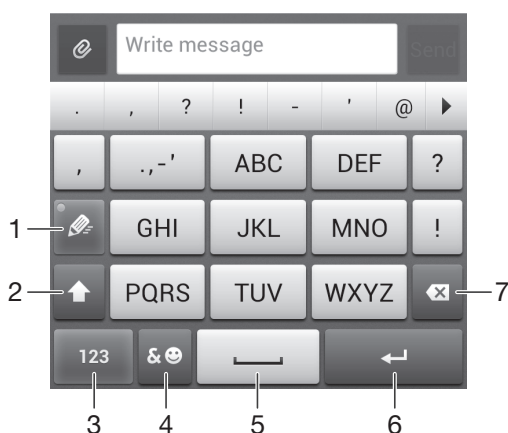 Write message Send
. , ? ! - ' @
, .,-' ABC DEF ?
1 GHI JKL MNO !
2 PQRS TUV WXYZ 7
123 &
3 4 5 6